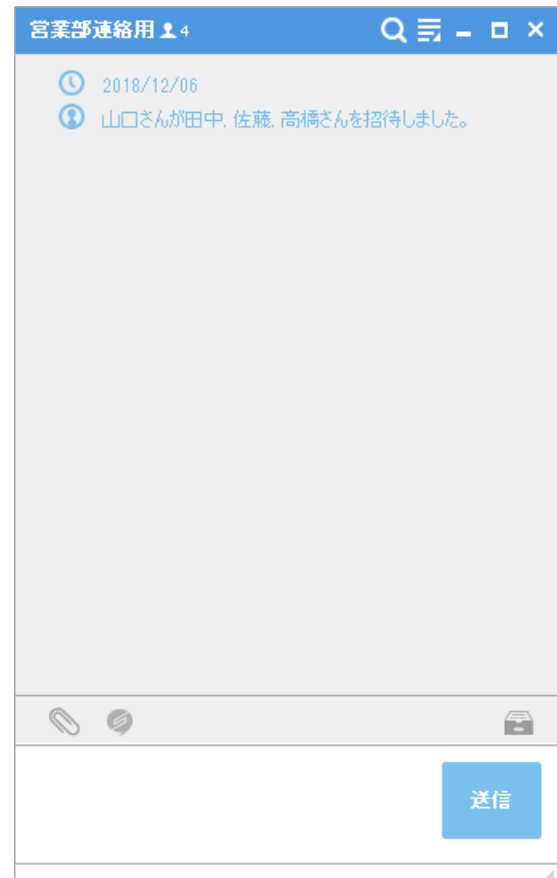 営業部連絡用 4
2018/12/06
山口さんが田中, 佐藤, 高橋さんを招待しました。
送信